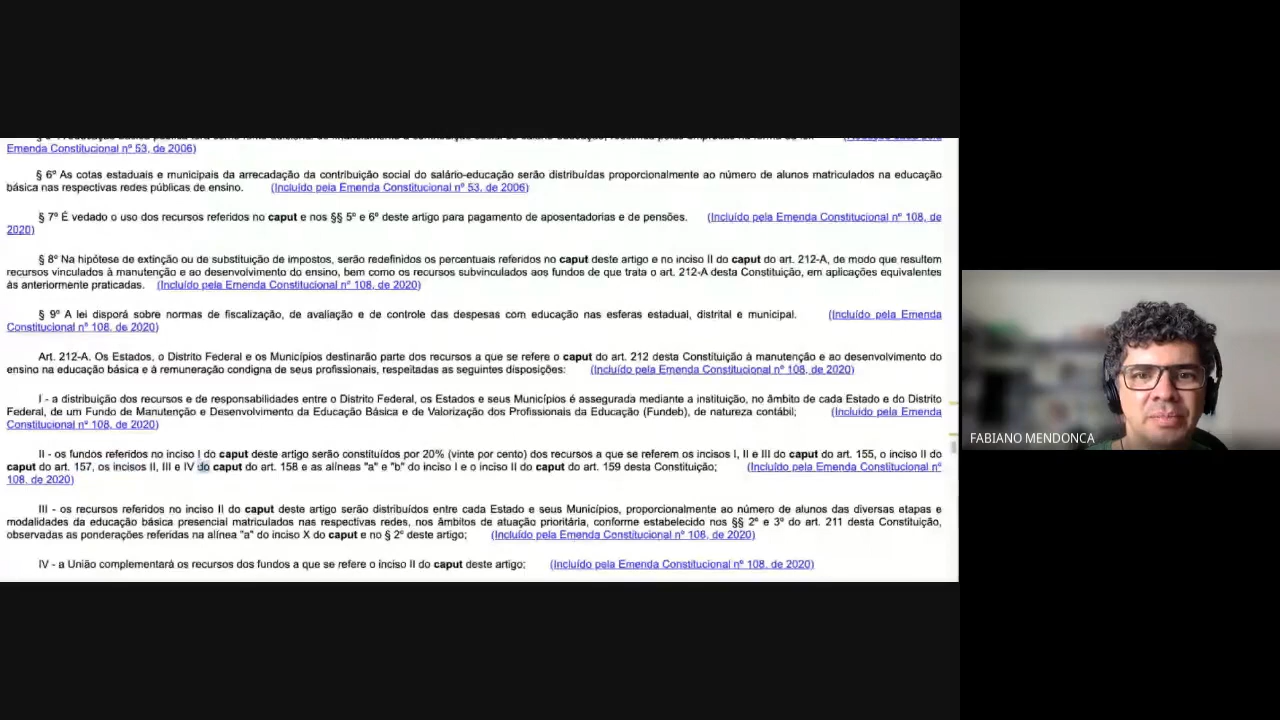 Emenda Constitucional nº 53, de 2006)
§ 6º As cotas estaduais e municipais da arrecadação da contribuição social do salário-educação serão distribuídas proporcionalmente ao número de alunos matriculados na educação
básica nas respectivas redes públicas de ensino. (Incluído pela Emenda Constitucional nº 53, de 2006)
§ 7º É vedado o uso dos recursos referidos no caput e nos §§ 5º e 6º deste artigo para pagamento de aposentadorias e de pensões. (Incluído pela Emenda Constitucional nº 108, de
2020)
§ 8º Na hipótese de extinção ou de substituição de impostos, serão redefinidos os percentuais referidos no caput deste artigo e no inciso II do caput do art. 212-A, de modo que resultem
recursos vinculados à manutenção e ao desenvolvimento do ensino, bem como os recursos subvinculados aos fundos de que trata o art. 212-A desta Constituição, em aplicações equivalentes
às anteriormente praticadas. (Incluído pela Emenda Constitucional nº 108, de 2020)
§ 9º A lei disporá sobre normas de fiscalização, de avaliação e de controle das despesas com educação nas esferas estadual, distrital e municipal. (Incluído pela Emenda
Constitucional nº 108, de 2020)
Art. 212-A. Os Estados, o Distrito Federal e os Municípios destinarão parte dos recursos a que se refere o caput do art. 212 desta Constituição à manutenção e ao desenvolvimento do
ensino na educação básica e à remuneração condigna de seus profissionais, respeitadas as seguintes disposições: (Incluído pela Emenda Constitucional nº 108, de 2020)
I - a distribuição dos recursos e de responsabilidades entre o Distrito Federal, os Estados e seus Municípios é assegurada mediante a instituição, no âmbito de cada Estado e do Distrito
Federal, de um Fundo de Manutenção e Desenvolvimento da Educação Básica e de Valorização dos Profissionais da Educação (Fundeb), de natureza contábil; (Incluído pela Emenda
Constitucional nº 108, de 2020)
II - os fundos referidos no inciso I do caput deste artigo serão constituídos por 20% (vinte por cento) dos recursos a que se referem os incisos I, II e III do caput do art. 155, o inciso II do
caput do art. 157, os incisos II, III e IV do caput do art. 158 e as alíneas "a" e "b" do inciso I e o inciso II do caput do art. 159 desta Constituição; (Incluído pela Emenda Constitucional nº
108, de 2020)
III - os recursos referidos no inciso II do caput deste artigo serão distribuídos entre cada Estado e seus Municípios, proporcionalmente ao número de alunos das diversas etapas e
modalidades da educação básica presencial matriculados nas respectivas redes, nos âmbitos de atuação prioritária, conforme estabelecido nos §§ 2º e 3º do art. 211 desta Constituição,
observadas as ponderações referidas na alínea "a" do inciso X do caput e no § 2º deste artigo; (Incluído pela Emenda Constitucional nº 108, de 2020)
IV - a União complementará os recursos dos fundos a que se refere o inciso II do caput deste artigo; (Incluído pela Emenda Constitucional nº 108, de 2020)
FABIANO MENDONCA